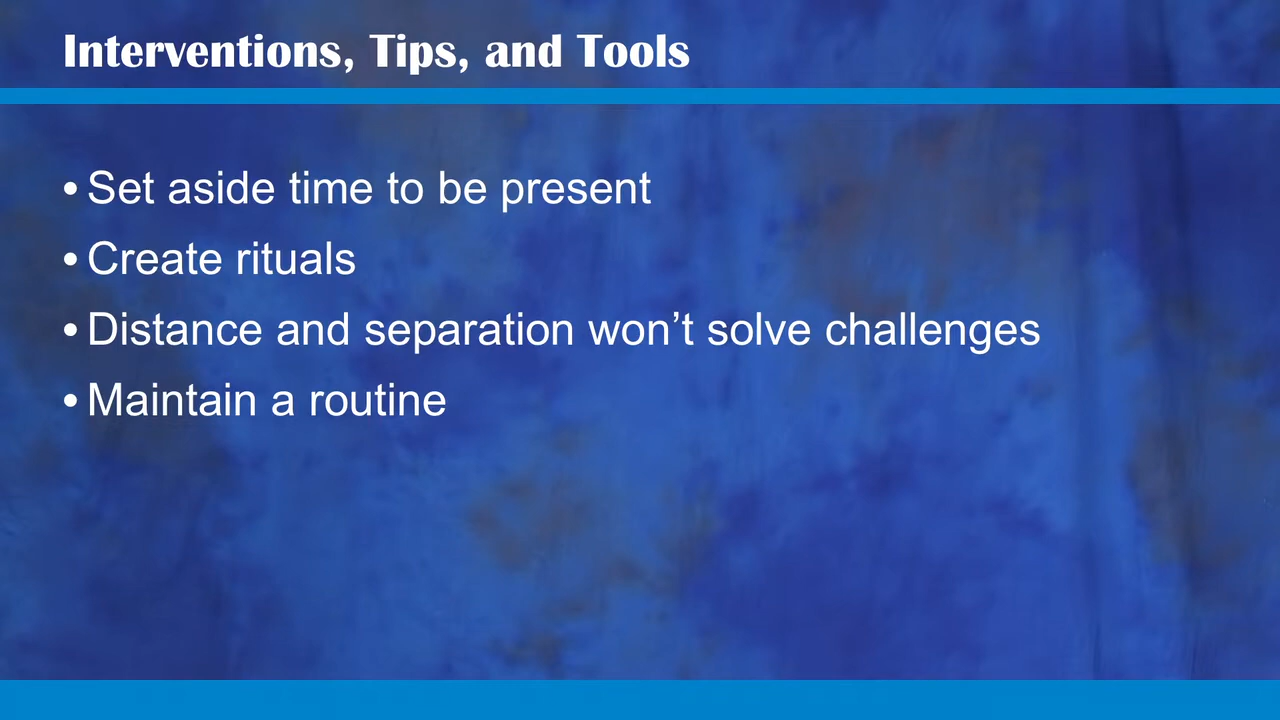 Interventions, Tips, and Tools
• Set aside time to be present
• Create rituals
• Distance and separation won’t solve challenges
• Maintain a routine